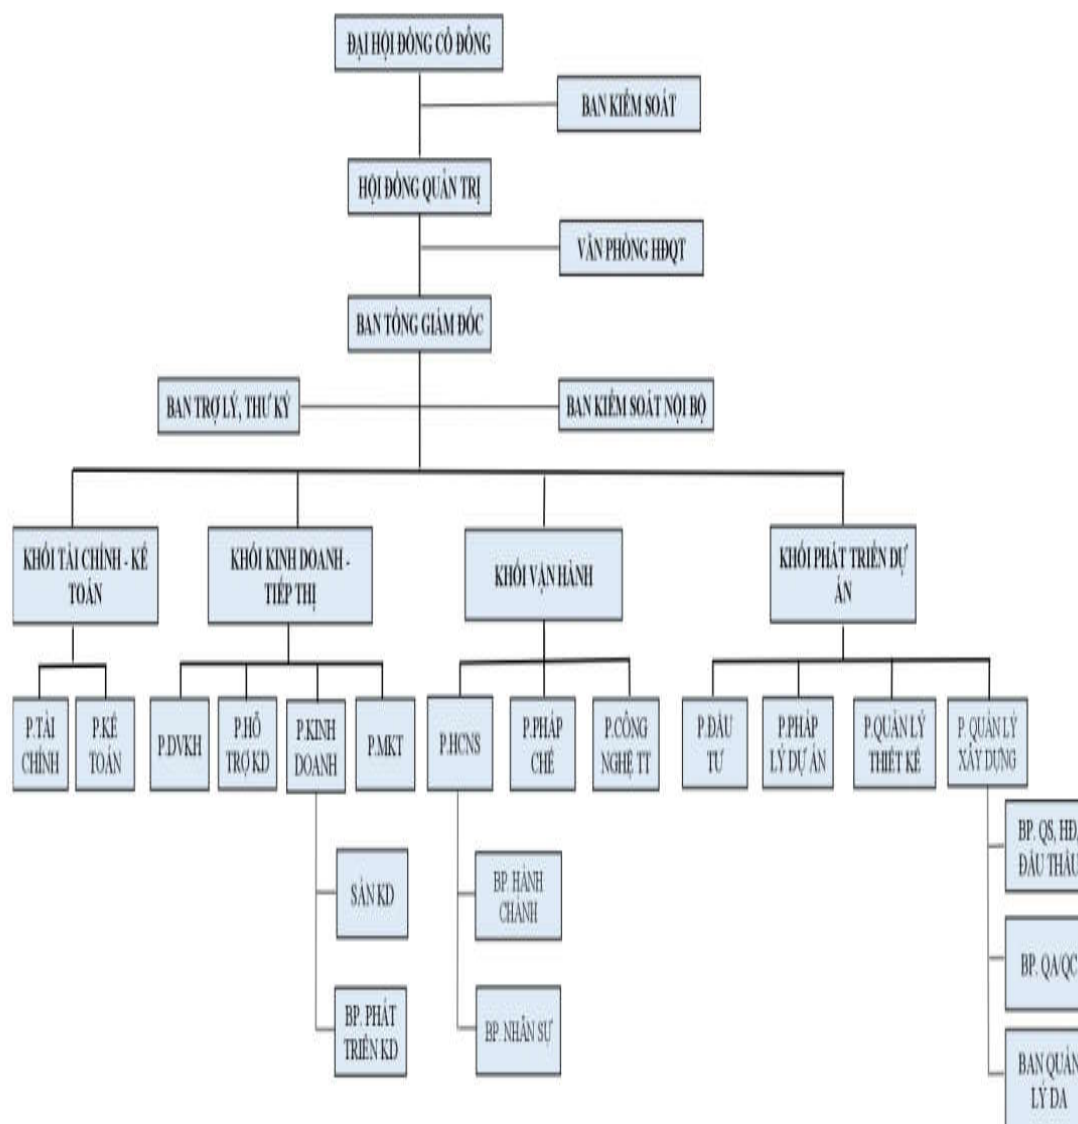 ĐẠI HỘI ĐỒNG CỔ ĐÔNG
BAN KIỂM SOÁT
HỘI ĐỒNG QUẢN TRỊ
VĂN PHÒNG HĐQT
BAN TỔNG GIÁM ĐỐC
BAN TRỢ LÝ, THƯ KÝ
BAN KIỂM SOÁT NỘI BỘ
KHỐI TÀI CHÍNH - KẾ
TOÁN
KHỐI KINH DOANH -
TIẾP THỊ
KHỐI VẬN HÀNH
KHỐI PHÁT TRIỂN DỰ
ÁN
P.TÀI
CHÍNH
P.KẾ
TOÁN
P.DVKH
P.HỖ
TRỢ KD
P.KINH
DOANH
P.MKT
P.HCNS
P.PHÁP
CHẾ
P.CÔNG
NGHỆ TT
P.ĐẦU
TƯ
P.PHÁP
LÝ DỰ ÁN
P.QUẢN LÝ
THIẾT KẾ
P. QUẢN LÝ
XÂY DỰNG
SÀN KD
BP. PHÁT
TRIỂN KD
BP. HÀNH
CHÁNH
BP. NHÂN SỰ
BP. QS, HĐ,
ĐẤU THẦU
BP. QA/QC
BAN QUẢN
LÝ DA